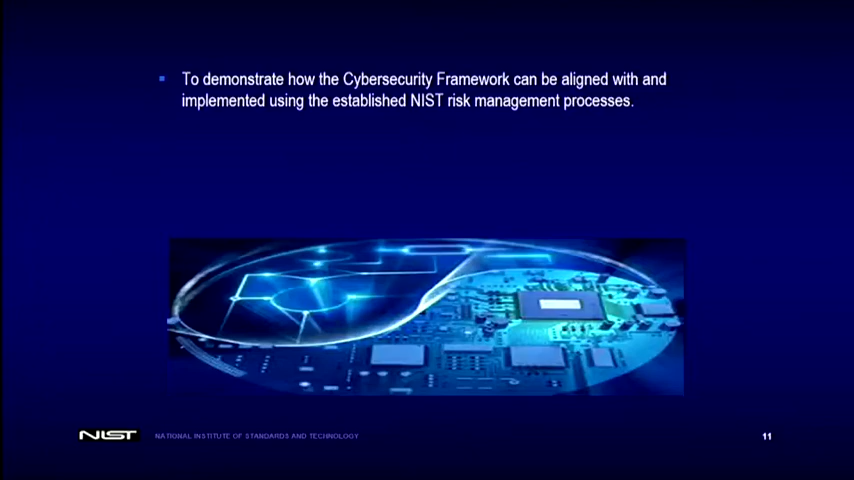 To demonstrate how the Cybersecurity Framework can be aligned with and
implemented using the established NIST risk management processes.
NIST NATIONAL INSTITUTE OF STANDARDS AND TECHNOLOGY
11